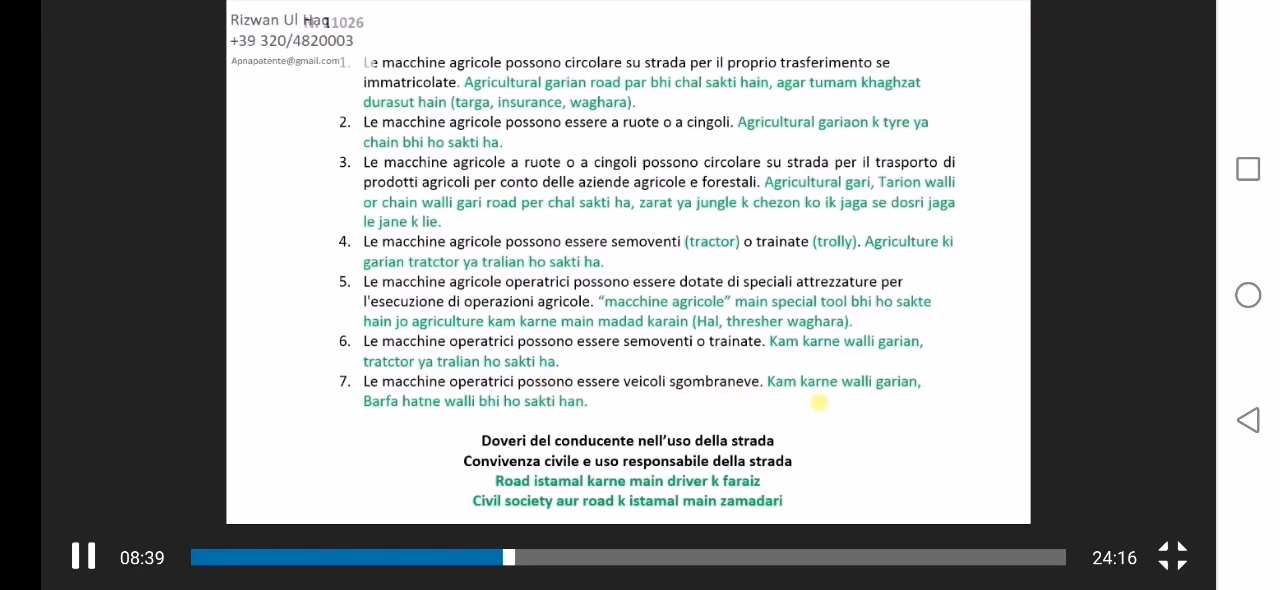 Rizwan Ul Haq
N. 11026
+39 320/4820003
Apnapatente@gmail.com
1. Le macchine agricole possono circolare su strada per il proprio trasferimento se
immatricolate. Agricultural garian road par bhi chal sakti hain, agar tumam khaghzat
durasut hain (targa, insurance, waghara).
2. Le macchine agricole possono essere a ruote o a cingoli. Agricultural gariaon k tyre ya
chain bhi ho sakti ha.
3. Le macchine agricole a ruote o a cingoli possono circolare su strada per il trasporto di
prodotti agricoli per conto delle aziende agricole e forestali. Agricultural gari, Tarion walli
or chain walli gari road per chal sakti ha, zarat ya jungle k chezon ko ik jaga se dosri jaga
le jane k lie.
4. Le macchine agricole possono essere semoventi (tractor) o trainate (trolly). Agriculture ki
garian tratctor ya tralian ho sakti ha.
5. Le macchine agricole operatrici possono essere dotate di speciali attrezzature per
l'esecuzione di operazioni agricole. “macchine agricole” main special tool bhi ho sakte
hain jo agriculture kam karne main madad karain (Hal, thresher waghara).
6. Le macchine operatrici possono essere semoventi o trainate. Kam karne walli garian,
tratctor ya tralian ho sakti ha.
7. Le macchine operatrici possono essere veicoli sgombraneve. Kam karne walli garian,
Barfa hatne walli bhi ho sakti han.
Doveri del conducente nell’uso della strada
Convivenza civile e uso responsabile della strada
Road istamal karne main driver k faraiz
Civil society aur road k istamal main zamadari
08:39
24:16